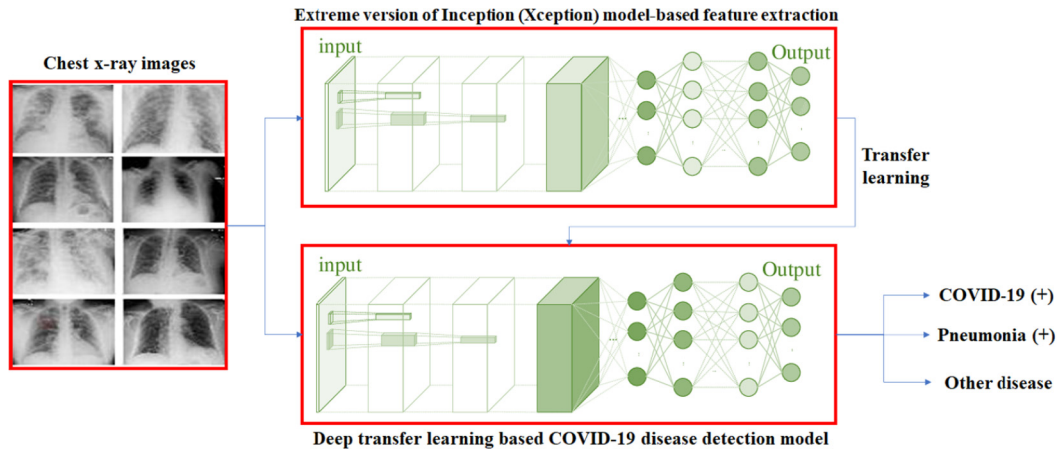 Extreme version of Inception (Xception) model-based feature extraction
Chest x-ray images
input
Output
...
Transfer
learning
input
Output
...
COVID-19 (+)
Pneumonia (+)
Other disease
Deep transfer learning based COVID-19 disease detection model